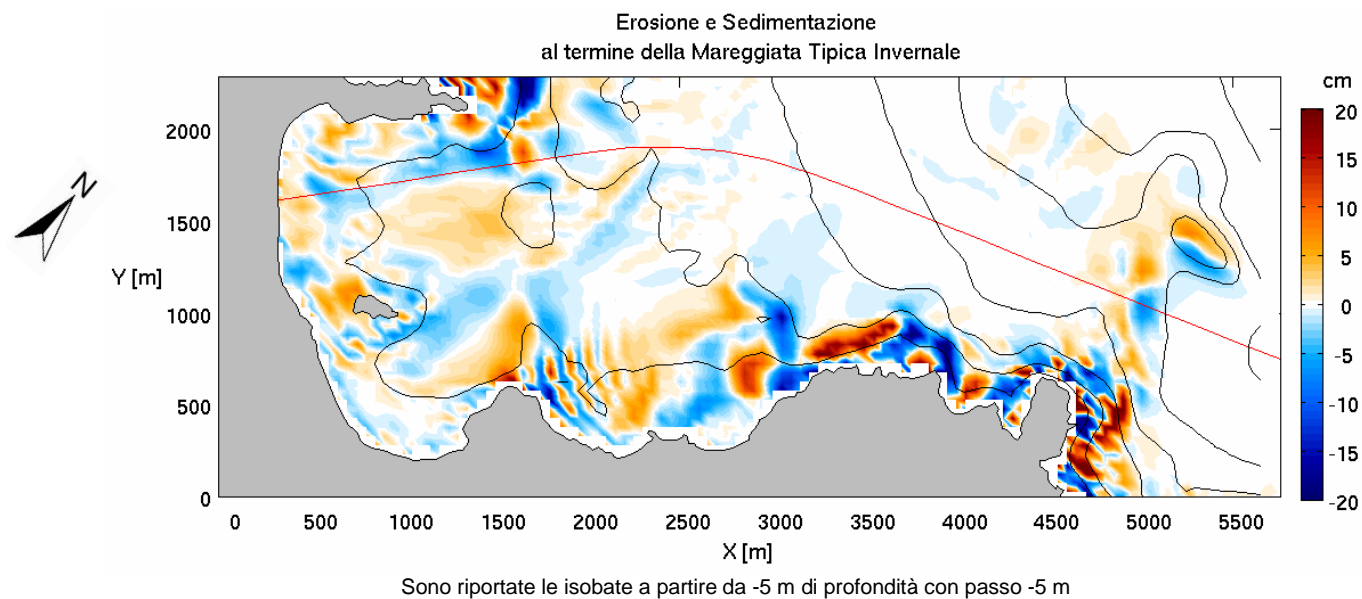 Erosione e Sedimentazione
al termine della Mareggiata Tipica Invernale
cm
N
Y [m]
2000
1500
1000
500
0
20
15
10
5
0
-5
-10
-15
-20
0 500 1000 1500 2000 2500 3000 3500 4000 4500 5000 5500
X [m]
Sono riportate le isobate a partire da -5 m di profondità con passo -5 m